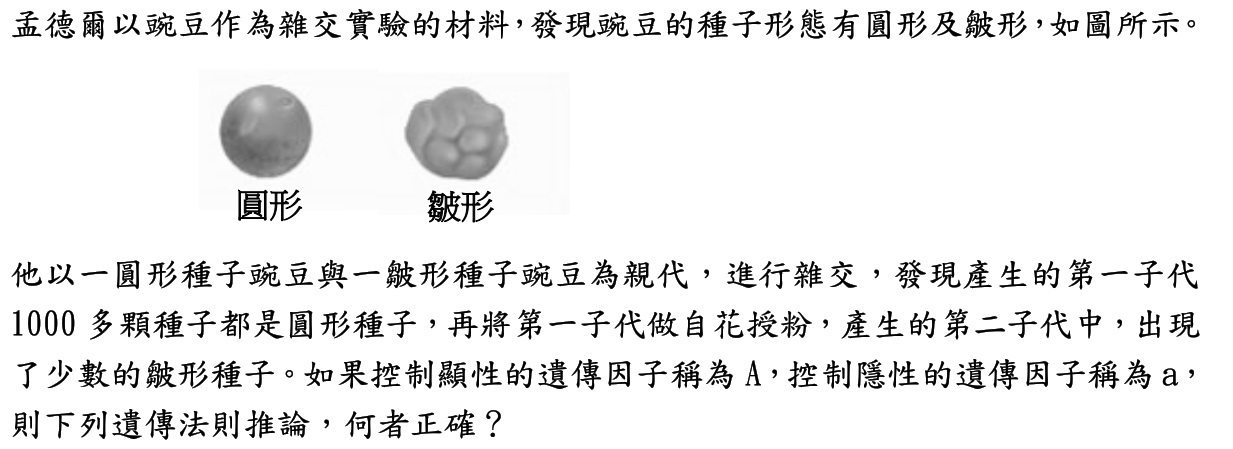 孟德爾以豌豆作為雜交實驗的材料，發現豌豆的種子形態有圓形及皺形，如圖所示。
圓形 皺形
他以一圓形種子豌豆與一皺形種子豌豆為親代，進行雜交，發現產生的第一子代
1000 多顆種子都是圓形種子，再將第一子代做自花授粉，產生的第二子代中，出現
了少數的皺形種子。如果控制顯性的遺傳因子稱為 A，控制隱性的遺傳因子稱為 a，
則下列遺傳法則推論，何者正確？